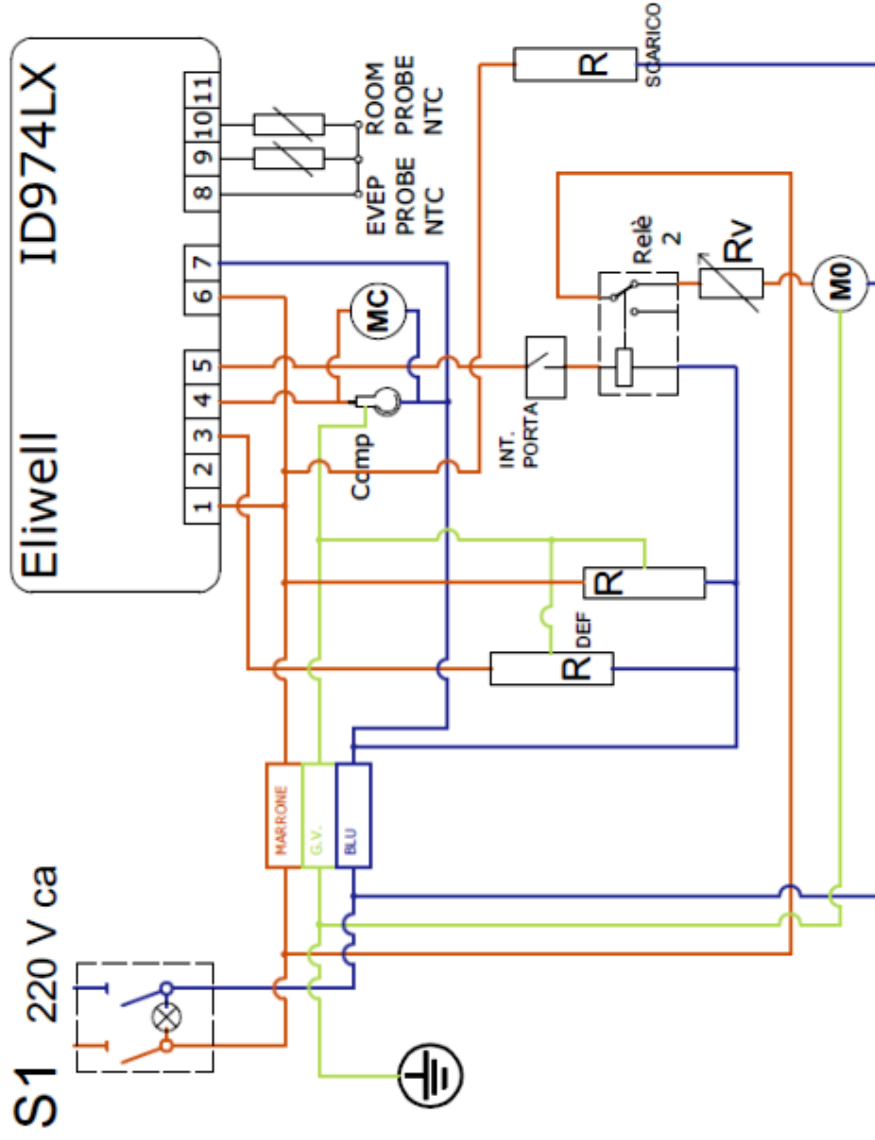 Eliwell ID974LX
1 2 3 4 5 6 7 8 9 10 11
EVEP
PROBE
NTC
ROOM
PROBE
NTC
MC
Comp
INT.
PORTA
Relè
2
Rv
M0
R
SCARICO
R
R
DEF
MARRONE
G.V.
BLU
S1 220 V ca